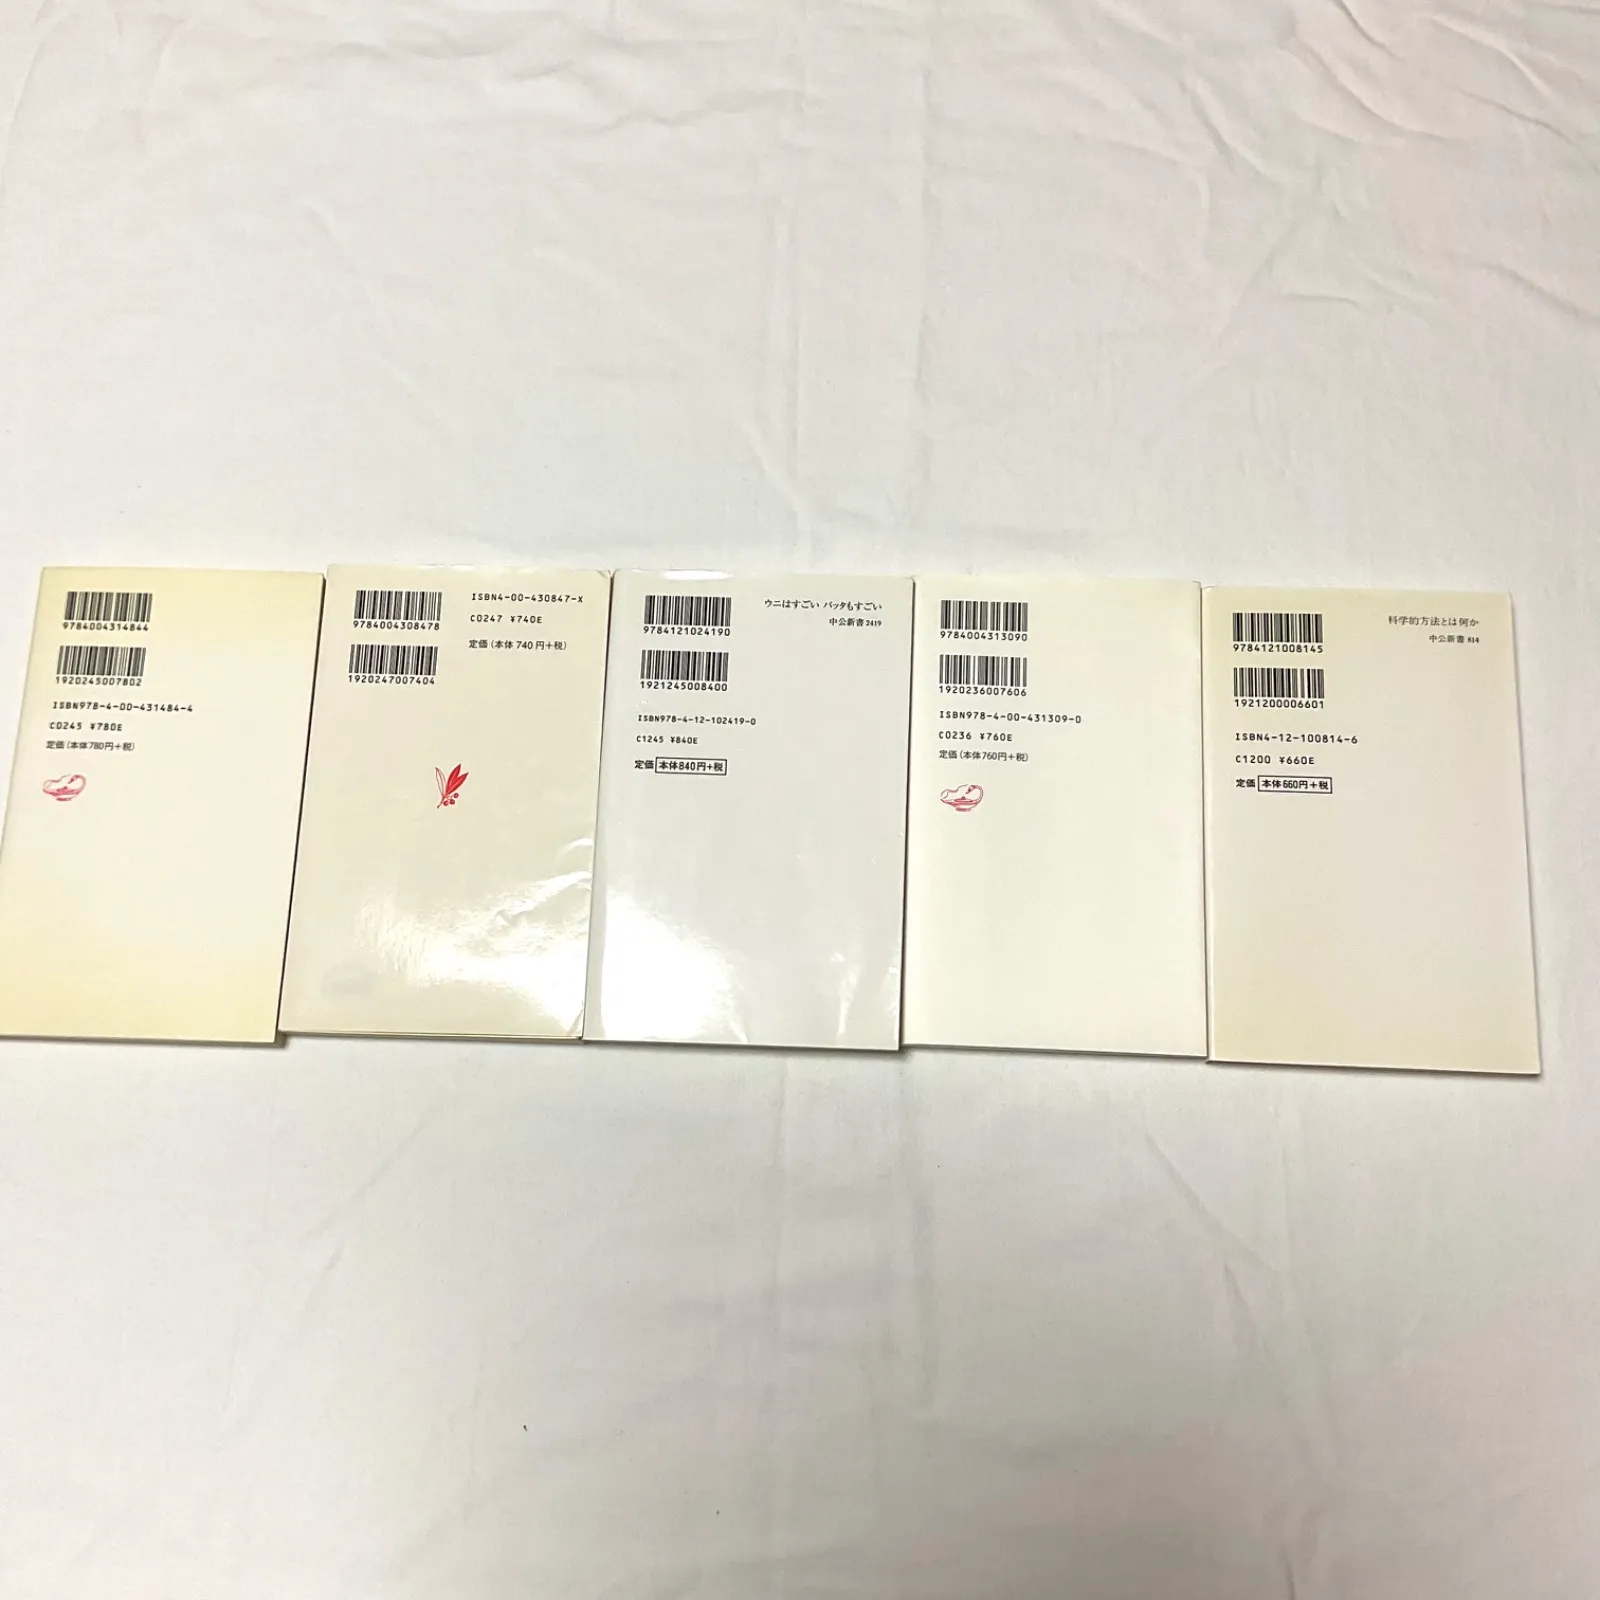 9784004314844
1920245007802
ISBN978-4-00-431484-4
C0245 ¥780E
定価(本体780円+税)
9784004308478
1920247007404
ISBN4-00-430847-X
C0247 ¥740E
定価(本体 740 円+税)
9784121024190
1921245008400
ウニはすごい バッタもすごい
中公新書 2419
ISBN978-4-12-102419-0
C1245 ¥840E
定価 本体840円+税
9784004313090
1920236007606
ISBN978-4-00-431309-0
C0236 ¥760E
定価(本体760円+税)
9784121008145
1921200006601
科学的方法とは何か
中公新書 814
ISBN4-12-100814-6
C1200 ¥660E
定価 本体660円+税